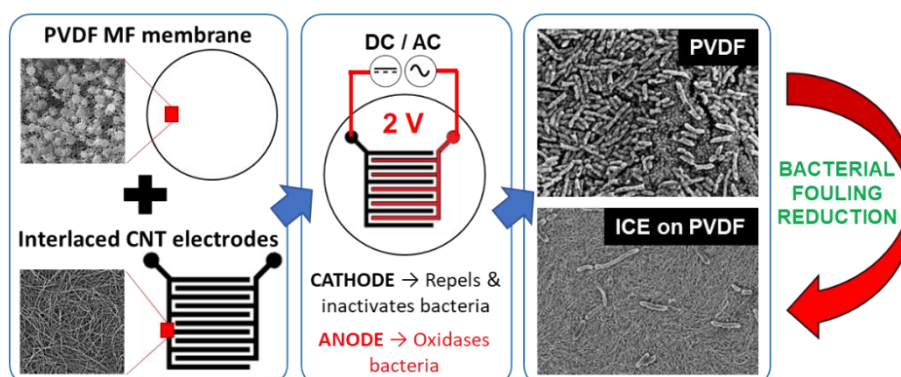 PVDF MF membrane
Interlaced CNT electrodes
DC / AC
2 V
CATHODE → Repels &
inactivates bacteria
ANODE → Oxidases
bacteria
PVDF
ICE on PVDF
BACTERIAL
FOULING
REDUCTION